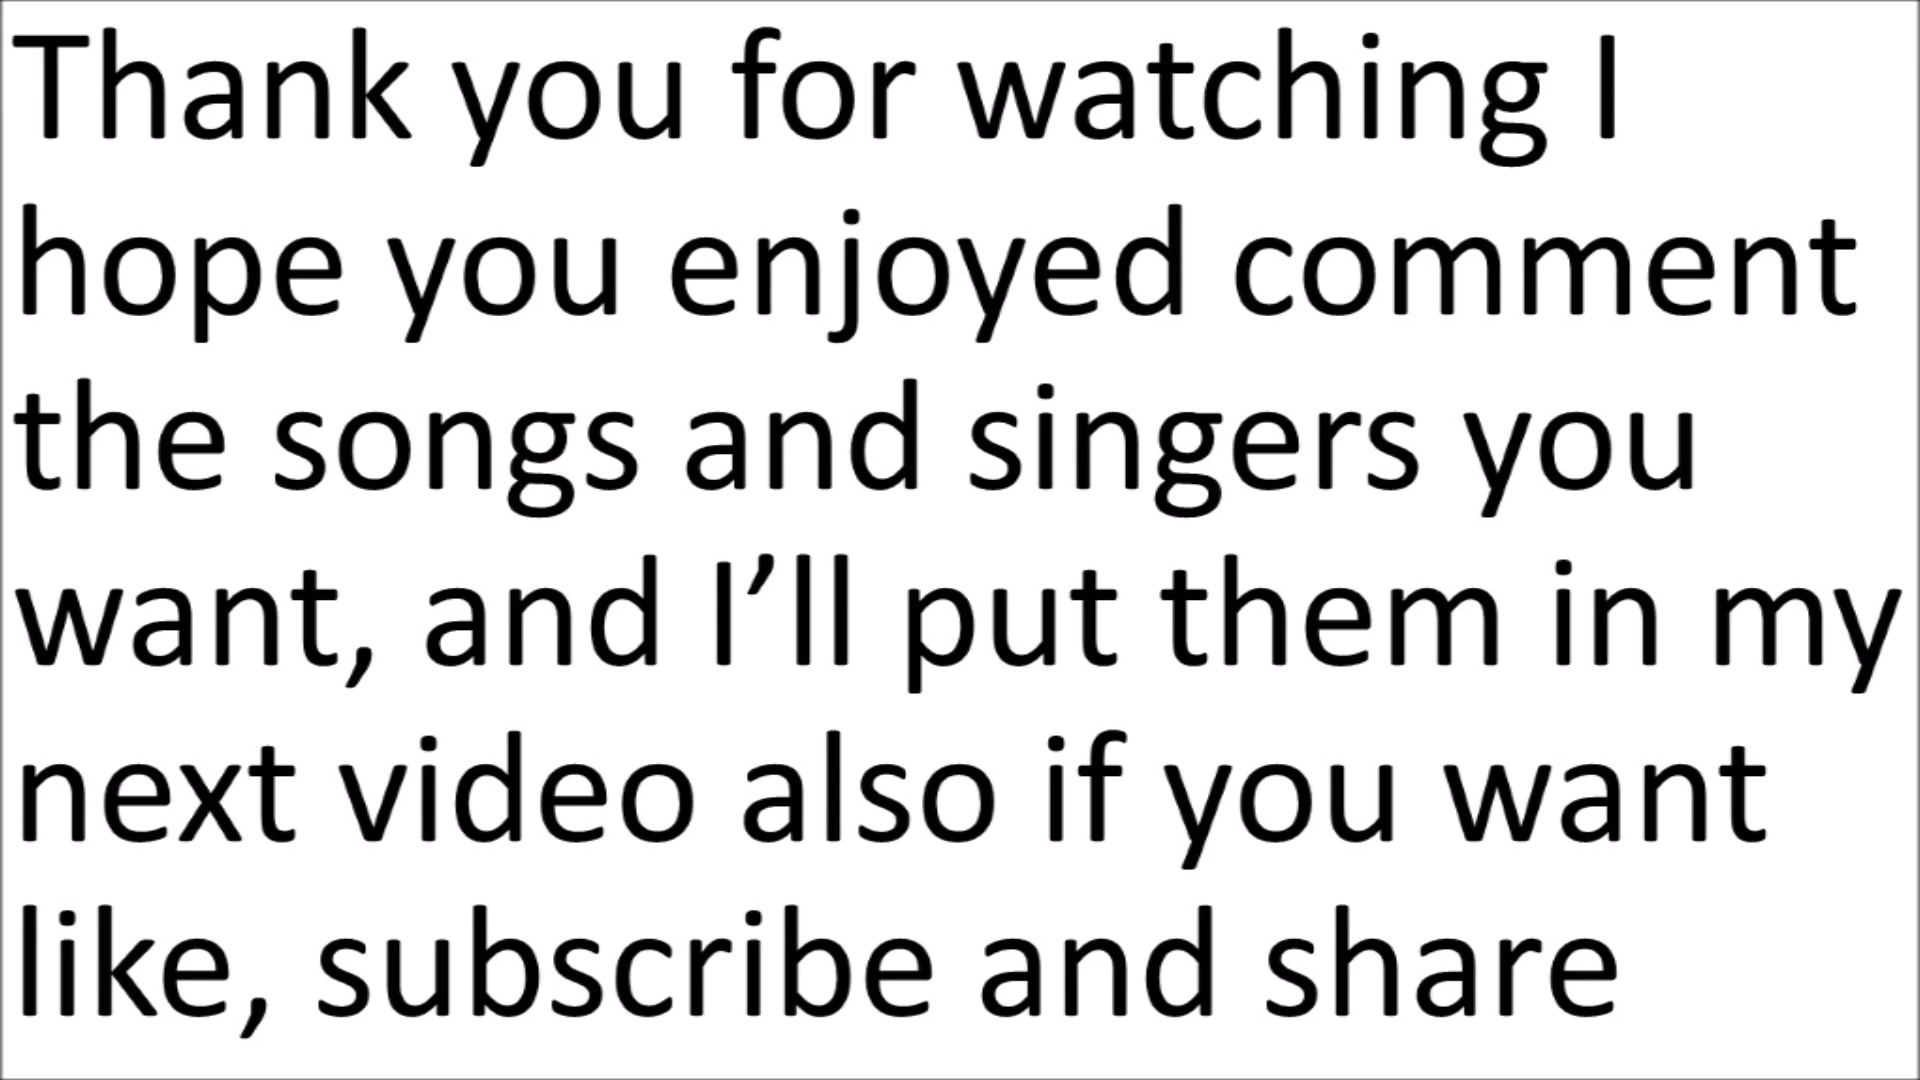 Thank you for watching I
hope you enjoyed comment
the songs and singers you
want, and I’ll put them in my
next video also if you want
like, subscribe and share